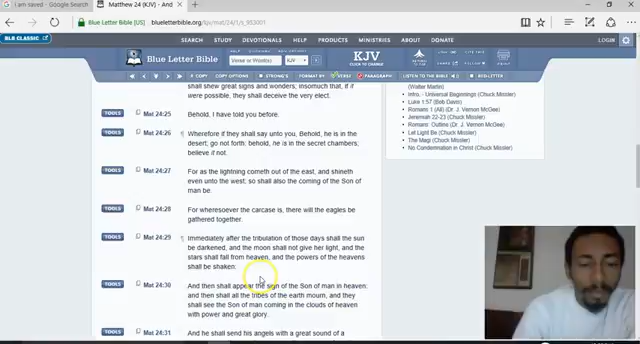 I am saved - Google Search
Matthew 24 (KJV) - And
blueletterbible.org/kjv/mat/24/1/s_953001
BLB CLASSIC
SEARCH STUDY DEVOTIONALS HELP PRODUCTS MINISTRIES ABOUT DONATE
LOGIN
Blue Letter Bible
Verse or Word(s)
KJV
KJV
CLICK TO CHANGE
COPY COPY OPTIONS STRONG'S FORMAT BY VERSE PARAGRAPH LISTEN TO THE BIBLE RED LETTER
shall shew great signs and wonders; insomuch that, if it
were possible, they shall deceive the very elect.
TOOLS Mat 24:25 Behold, I have told you before.
TOOLS Mat 24:26 ¶ Wherefore if they shall say unto you, Behold, he is in the
desert; go not forth: behold, he is in the secret chambers;
believe it not.
TOOLS Mat 24:27 For as the lightning cometh out of the east, and shineth
even unto the west; so shall also the coming of the Son of
man be.
TOOLS Mat 24:28 For wheresoever the carcase is, there will the eagles be
gathered together.
TOOLS Mat 24:29 ¶ Immediately after the tribulation of those days shall the sun
be darkened, and the moon shall not give her light, and the
stars shall fall from heaven, and the powers of the heavens
shall be shaken:
TOOLS Mat 24:30 And then shall appear the sign of the Son of man in heaven:
and then shall all the tribes of the earth mourn, and they
shall see the Son of man coming in the clouds of heaven
with power and great glory.
TOOLS Mat 24:31 And he shall send his angels with a great sound of a
(Walter Martin)
• Infro. - Universal Beginnings (Chuck Missler)
• Luke 1:57 (Bob Davis)
• Romans 1 (All) (Dr. J. Vernon McGee)
• Jeremiah 22-23 (Chuck Missler)
• Romans: Outline (Dr. J. Vernon McGee)
• Let Light Be (Chuck Missler)
• The Magi (Chuck Missler)
• No Condemnation in Christ (Chuck Missler)